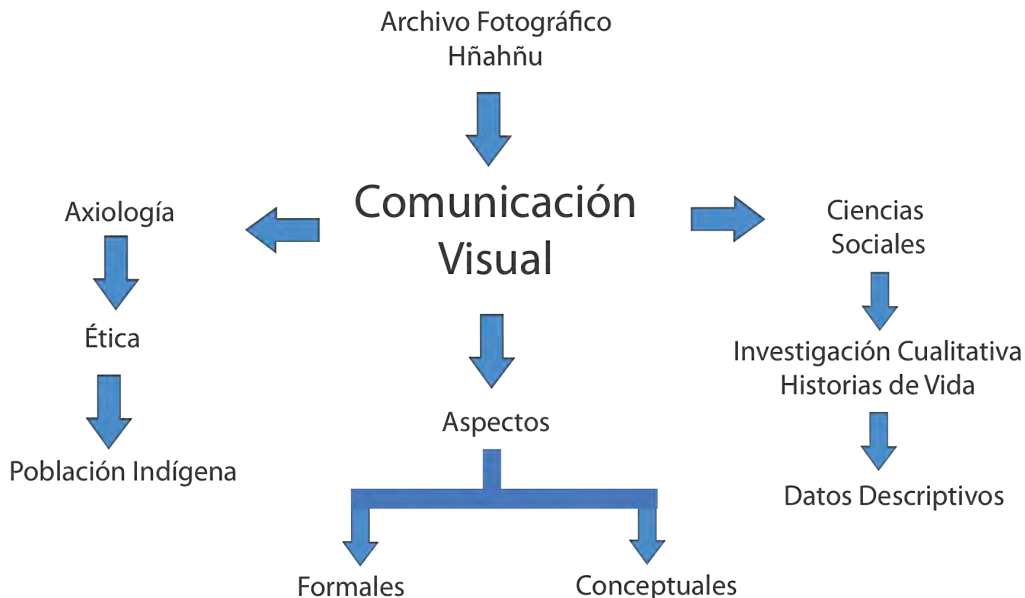 Archivo Fotográfico
Hñahñu
Comunicación
Visual
Axiología
Ética
Población Indígena
Ciencias
Sociales
Investigación Cualitativa
Historias de Vida
Datos Descriptivos
Aspectos
Formales
Conceptuales